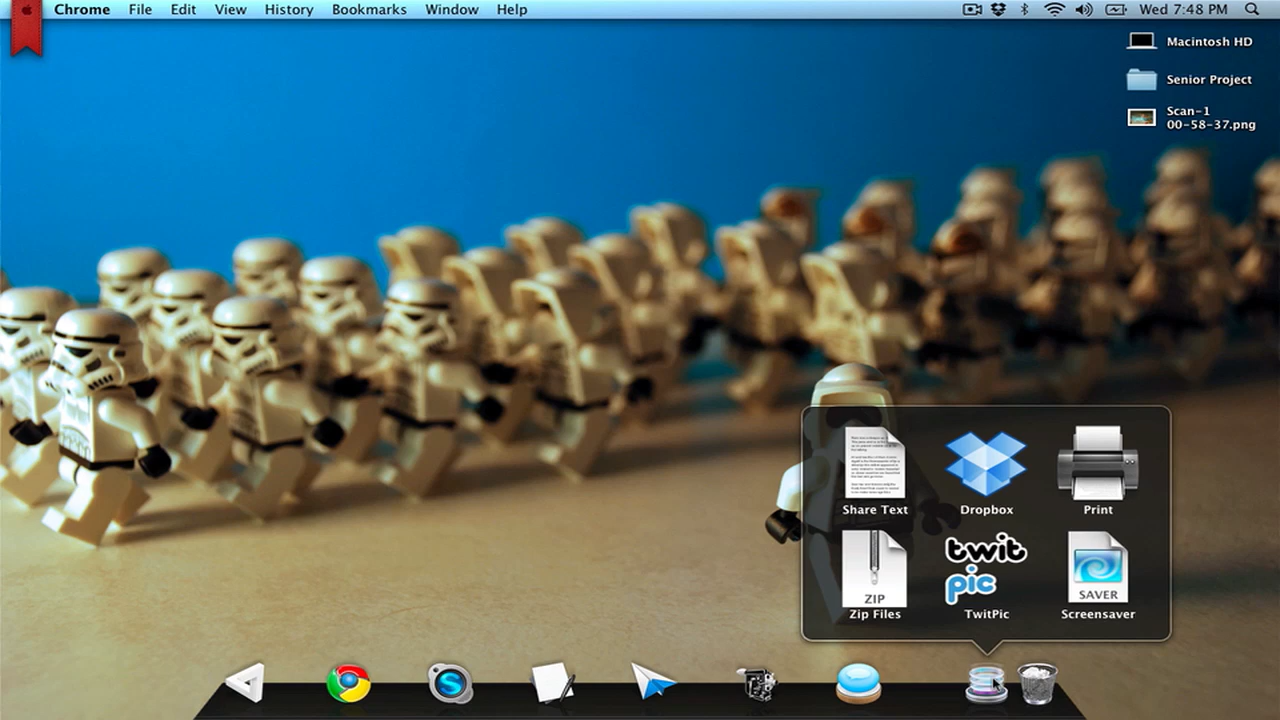 Chrome File Edit View History Bookmarks Window Help Wed 7:48 PM
Macintosh HD
Senior Project
Scan-1
00-58-37.png
Share Text Dropbox Print
ZIP twit pic SAVER
Zip Files TwitPic Screensaver
S